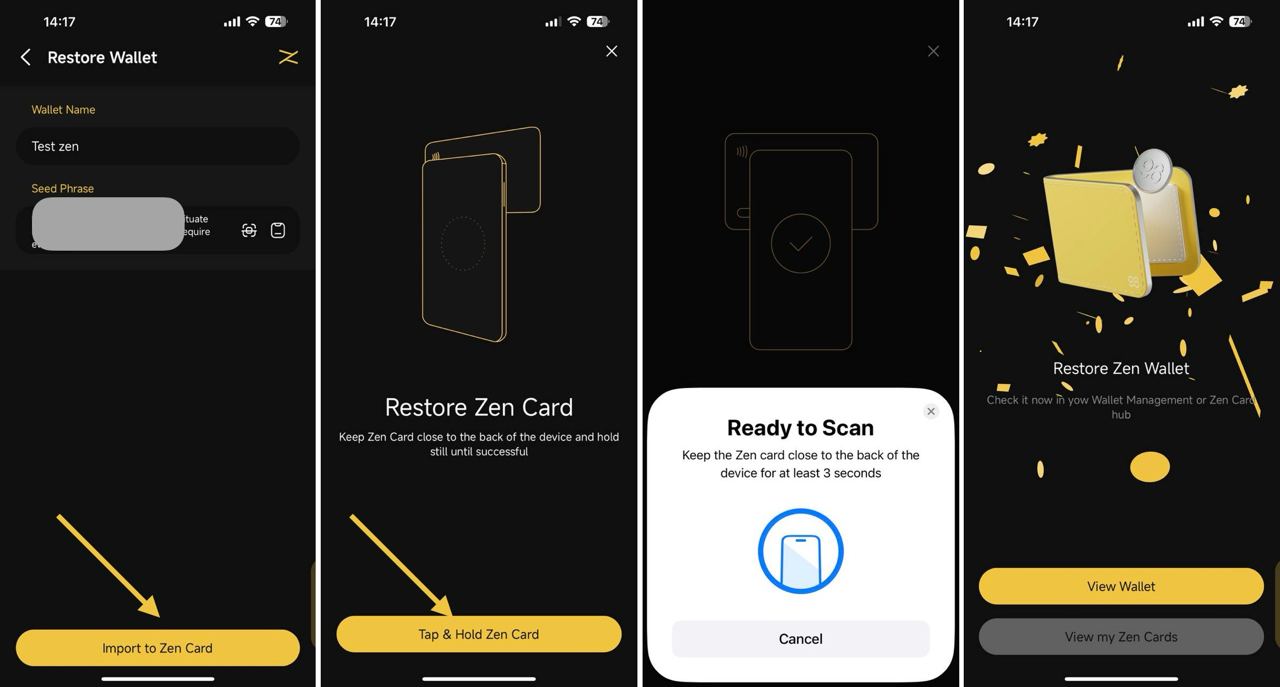 14:17
74
Restore Wallet
Wallet Name
Test zen
Seed Phrase
ituate
equire
Import to Zen Card
14:17
74
Restore Zen Card
Keep Zen Card close to the back of the device and hold
still until successful
Tap & Hold Zen Card
Ready to Scan
Keep the Zen card close to the back of the
device for at least 3 seconds
Cancel
14:17
74
Restore Zen Wallet
Check it now in yow Wallet Management or Zen Card
hub
View Wallet
View my Zen Cards